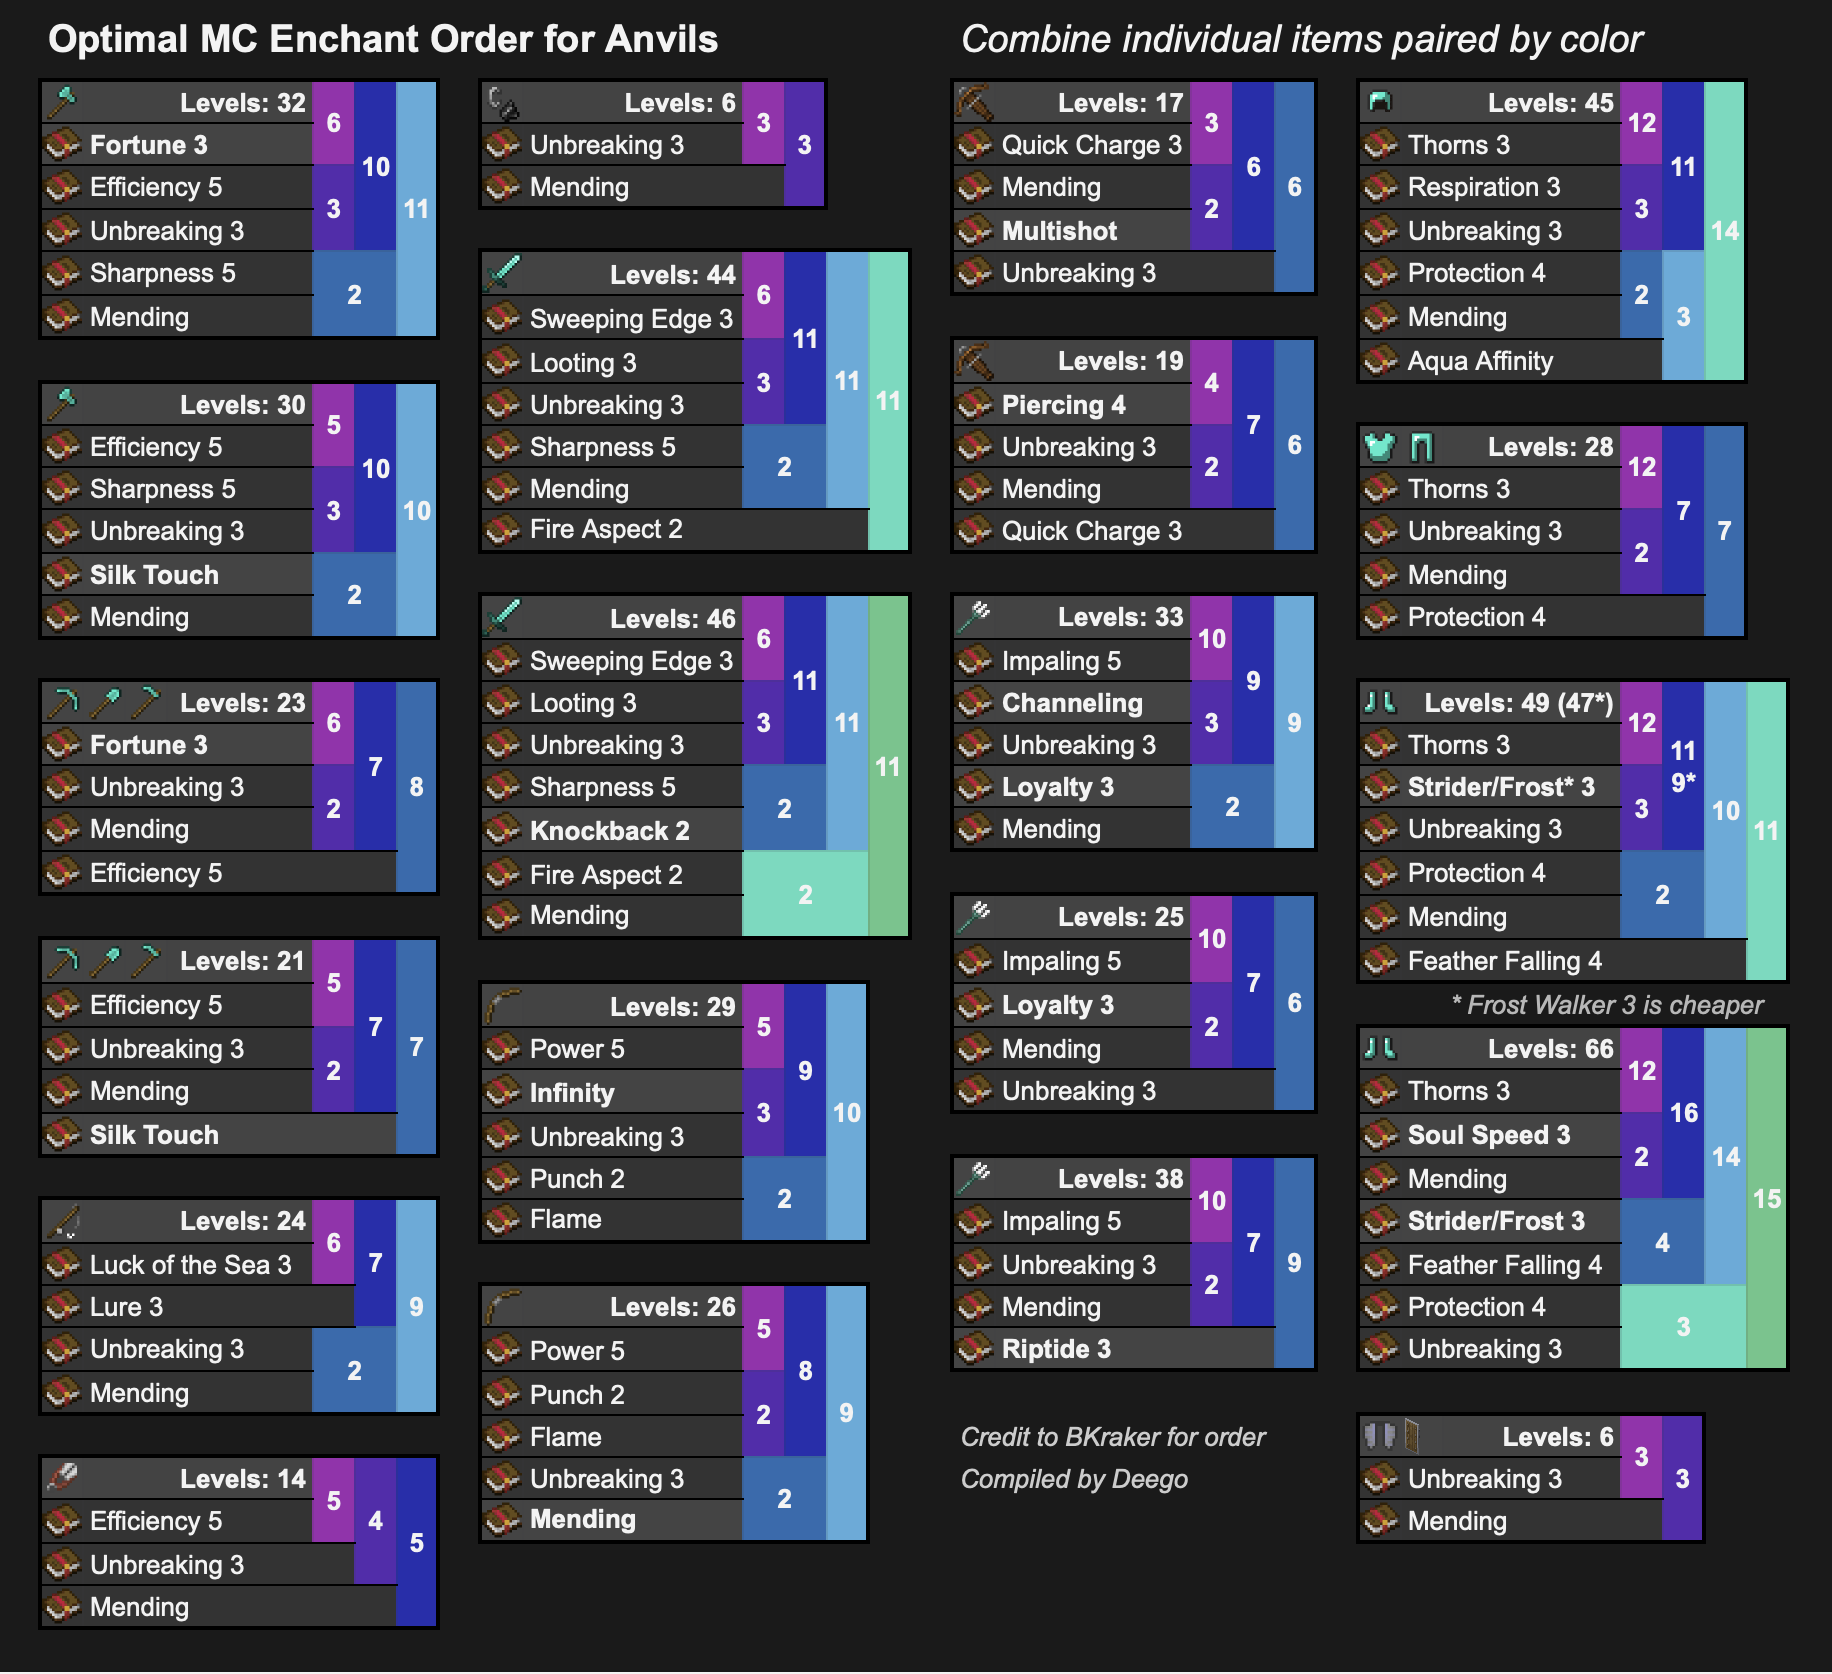 Optimal MC Enchant Order for Anvils
Combine individual items paired by color
Levels: 32
Fortune 3
Efficiency 5
Unbreaking 3
Sharpness 5
Mending
6
3
10
2
11
Levels: 30
Efficiency 5
Sharpness 5
Unbreaking 3
Silk Touch
Mending
5
3
10
2
10
Levels: 23
Fortune 3
Unbreaking 3
Mending
Efficiency 5
6
2
7
8
Levels: 21
Efficiency 5
Unbreaking 3
Mending
Silk Touch
5
2
7
7
Levels: 24
Luck of the Sea 3
Lure 3
Unbreaking 3
Mending
6
7
2
9
Levels: 14
Efficiency 5
Unbreaking 3
Mending
5
4
5
Levels: 6
Unbreaking 3
Mending
3
3
Levels: 44
Sweeping Edge 3
Looting 3
Unbreaking 3
Sharpness 5
Mending
Fire Aspect 2
6
3
11
2
11
11
Levels: 46
Sweeping Edge 3
Looting 3
Unbreaking 3
Sharpness 5
Knockback 2
Fire Aspect 2
Mending
6
3
11
2
11
2
11
Levels: 29
Power 5
Infinity
Unbreaking 3
Punch 2
Flame
5
3
9
2
10
Levels: 26
Power 5
Punch 2
Flame
Unbreaking 3
Mending
5
2
8
2
9
Levels: 17
Quick Charge 3
Mending
Multishot
Unbreaking 3
3
2
6
6
Levels: 19
Piercing 4
Unbreaking 3
Mending
Quick Charge 3
4
2
7
6
Levels: 33
Impaling 5
Channeling
Unbreaking 3
Loyalty 3
Mending
10
3
9
2
9
Levels: 25
Impaling 5
Loyalty 3
Mending
Unbreaking 3
10
2
7
6
Levels: 38
Impaling 5
Unbreaking 3
Mending
Riptide 3
10
2
7
9
Credit to BKraker for order
Compiled by Deego
Levels: 45
Thorns 3
Respiration 3
Unbreaking 3
Protection 4
Mending
Aqua Affinity
12
3
11
2
3
14
Levels: 28
Thorns 3
Unbreaking 3
Mending
Protection 4
12
2
7
7
Levels: 49 (47*)
Thorns 3
Strider/Frost* 3
Unbreaking 3
Protection 4
Mending
Feather Falling 4
12
3
11
9*
2
10
11
* Frost Walker 3 is cheaper
Levels: 66
Thorns 3
Soul Speed 3
Mending
Strider/Frost 3
Feather Falling 4
Protection 4
Unbreaking 3
12
2
16
4
14
3
15
Levels: 6
Unbreaking 3
Mending
3
3